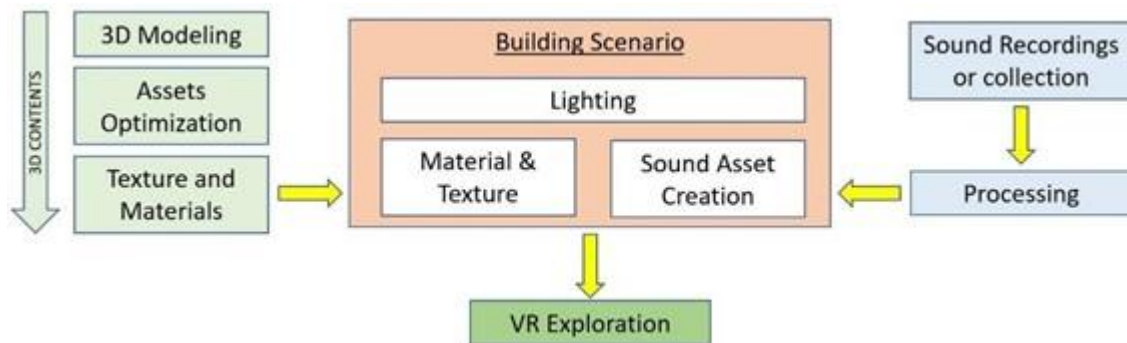 3D CONTENTS
3D Modeling
Assets
Optimization
Texture and
Materials
Building Scenario
Lighting
Material &
Texture
Sound Asset
Creation
Sound Recordings
or collection
Processing
VR Exploration